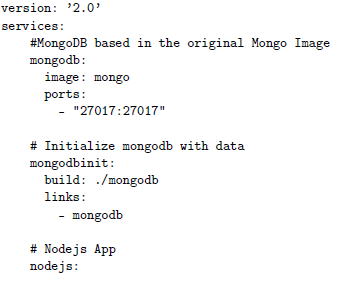 version: ’2.0’
services:
    #MongoDB based in the original Mongo Image
    mongodb:
      image: mongo
      ports:
        - "27017:27017"

    # Initialize mongodb with data
    mongodbinit:
      build: ./mongodb
      links:
        - mongodb

    # Nodejs App
    nodejs: